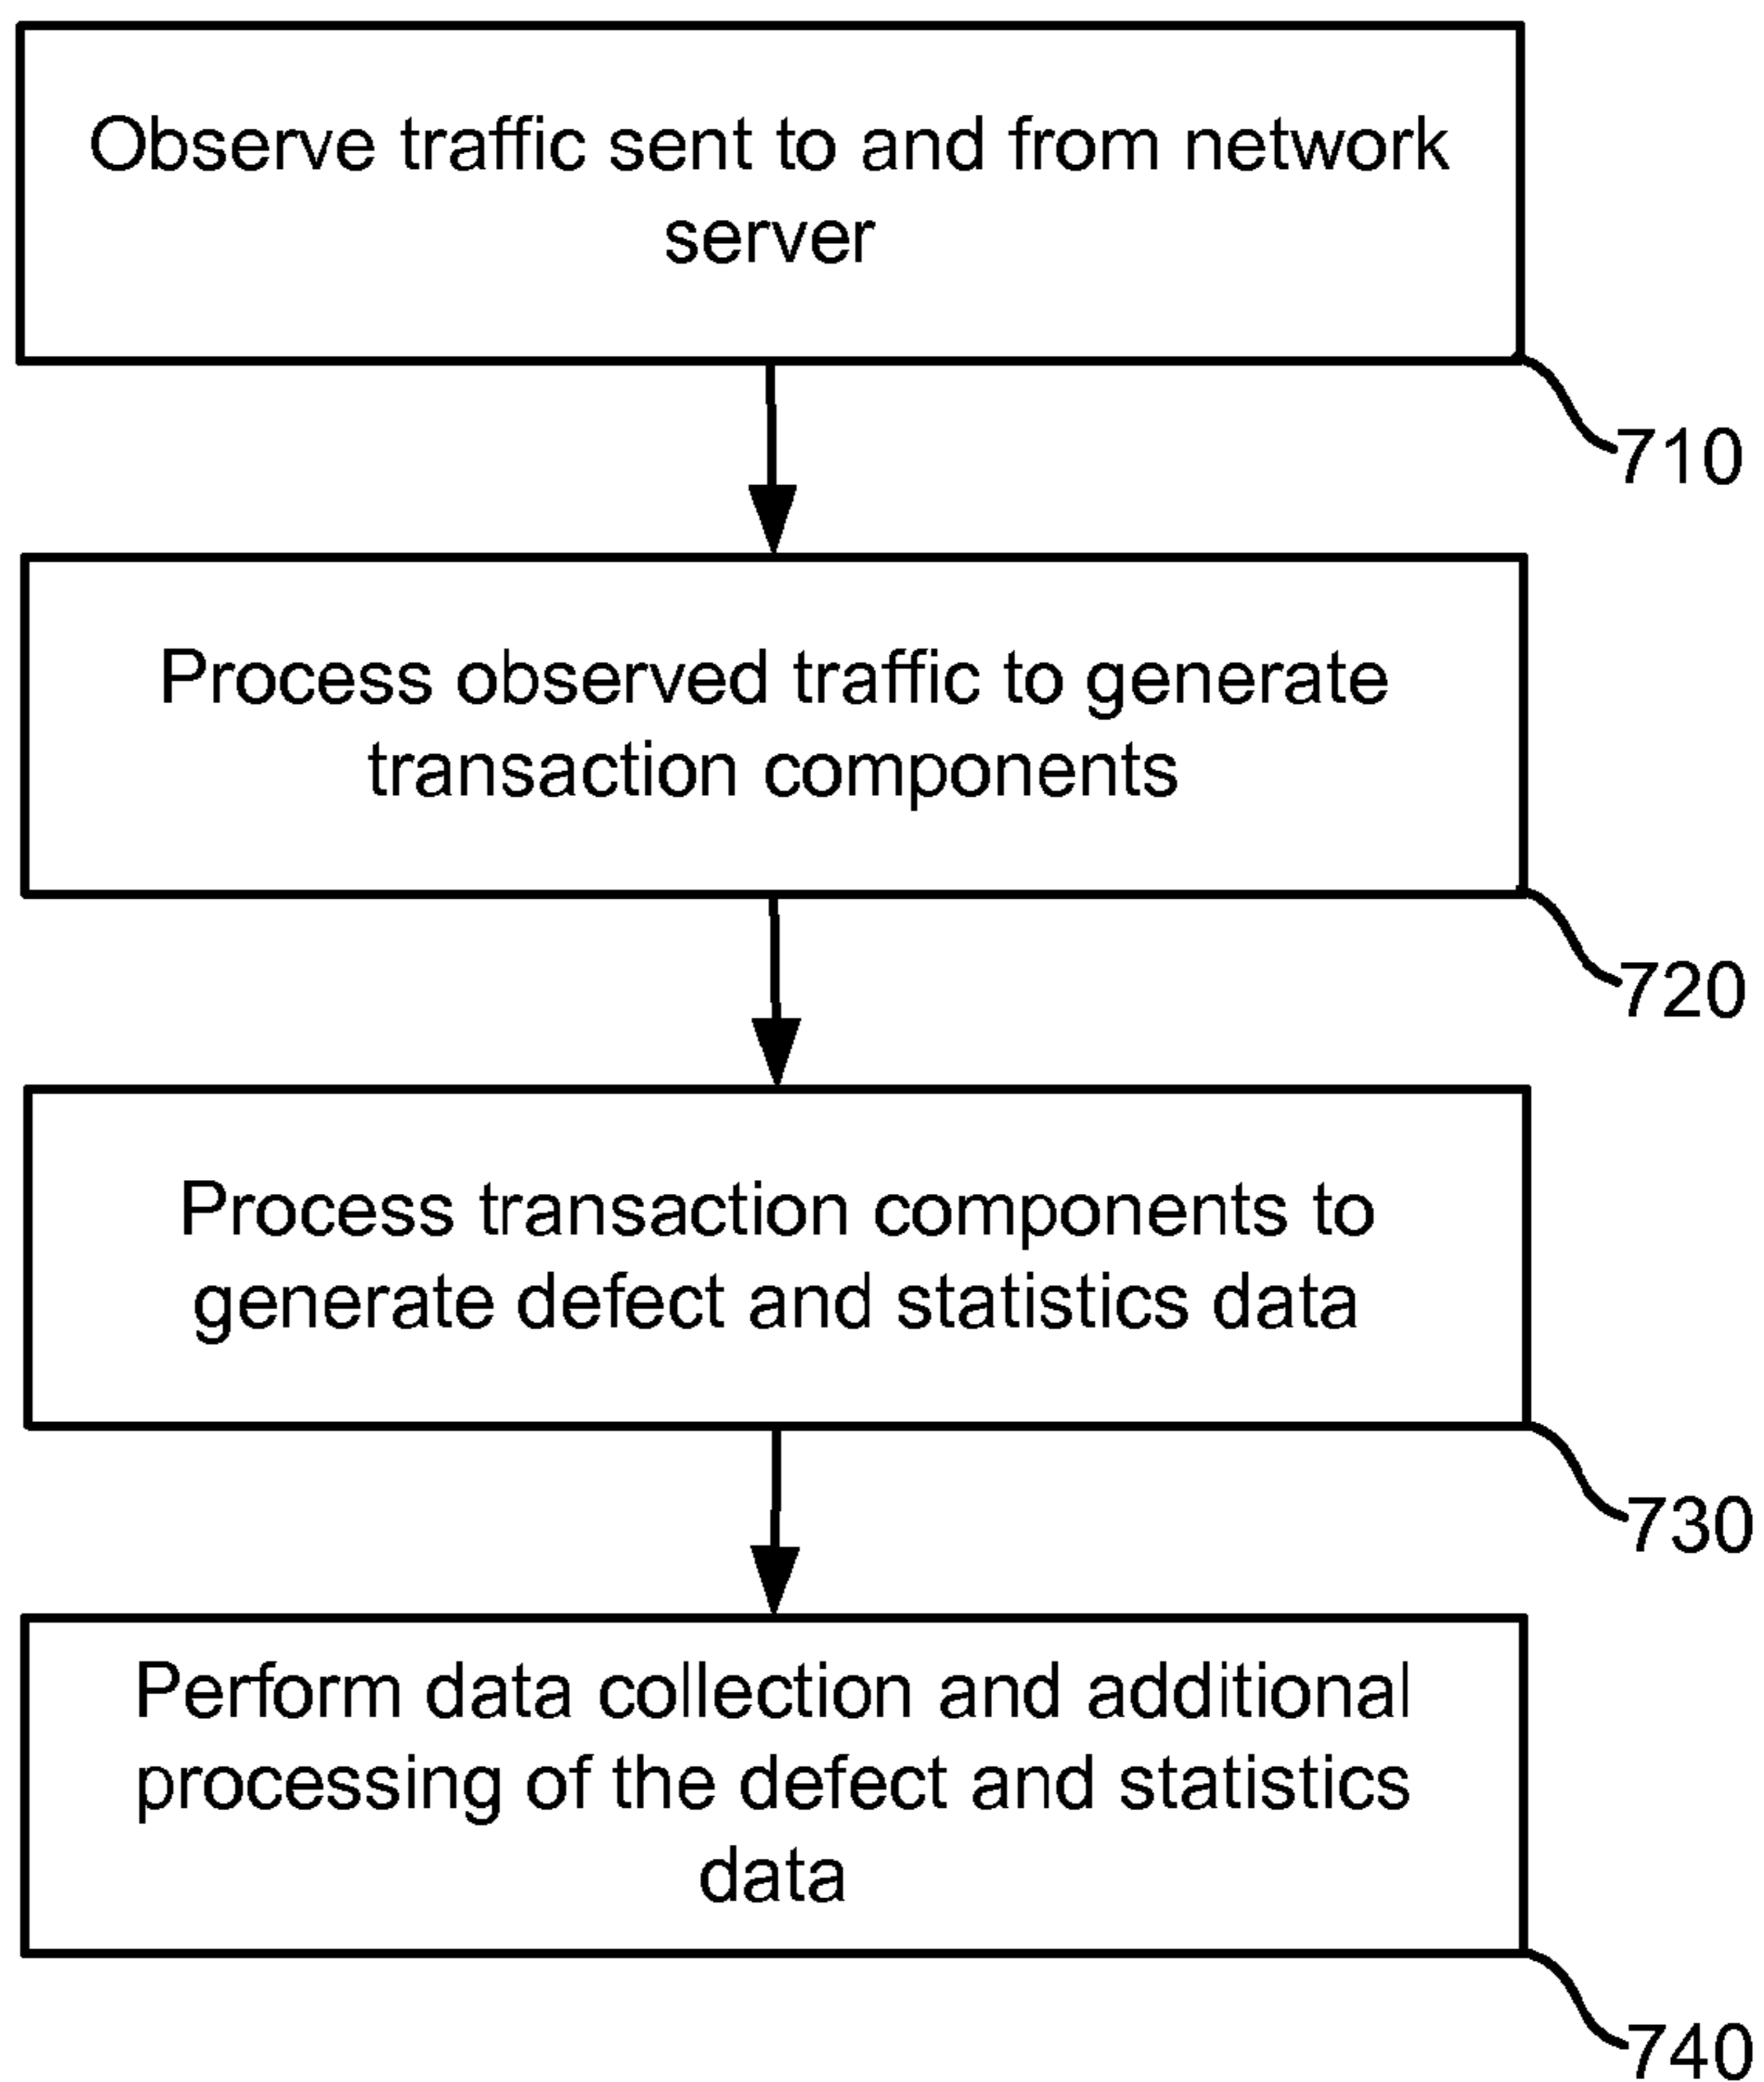 Observe traffic sent to and from network
server
710
Process observed traffic to generate
transaction components
720
Process transaction components to
generate defect and statistics data
730
Perform data collection and additional
processing of the defect and statistics
data
740